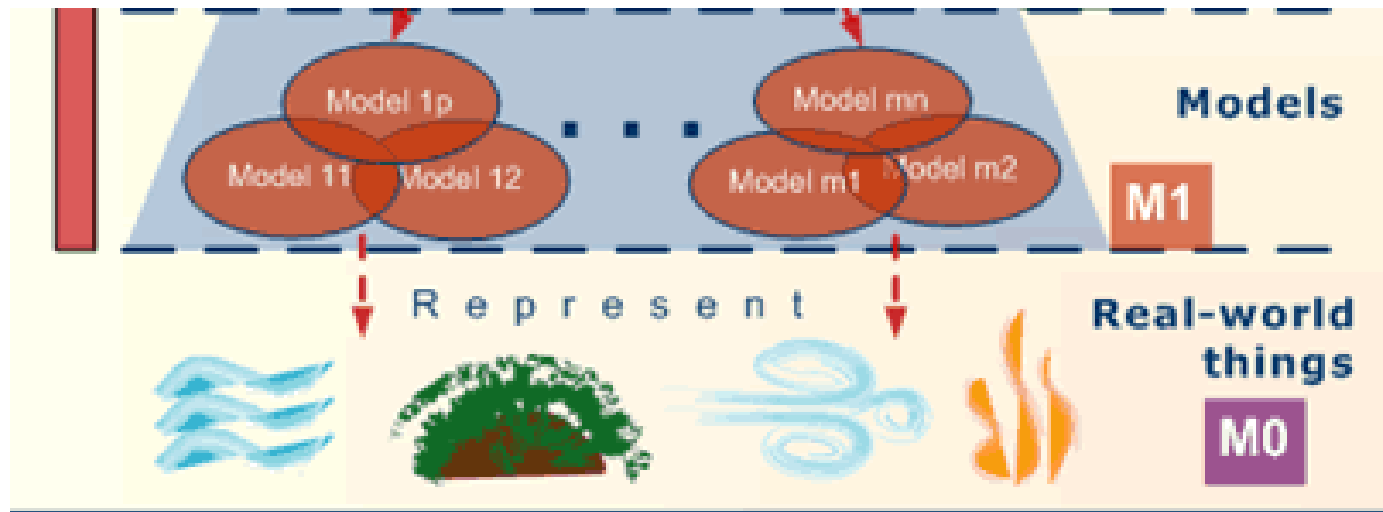 Model 1p
Model mn
Models
Model 11
Model 12
Model m1
Model m2
M1
Represent
Real-world
things
M0